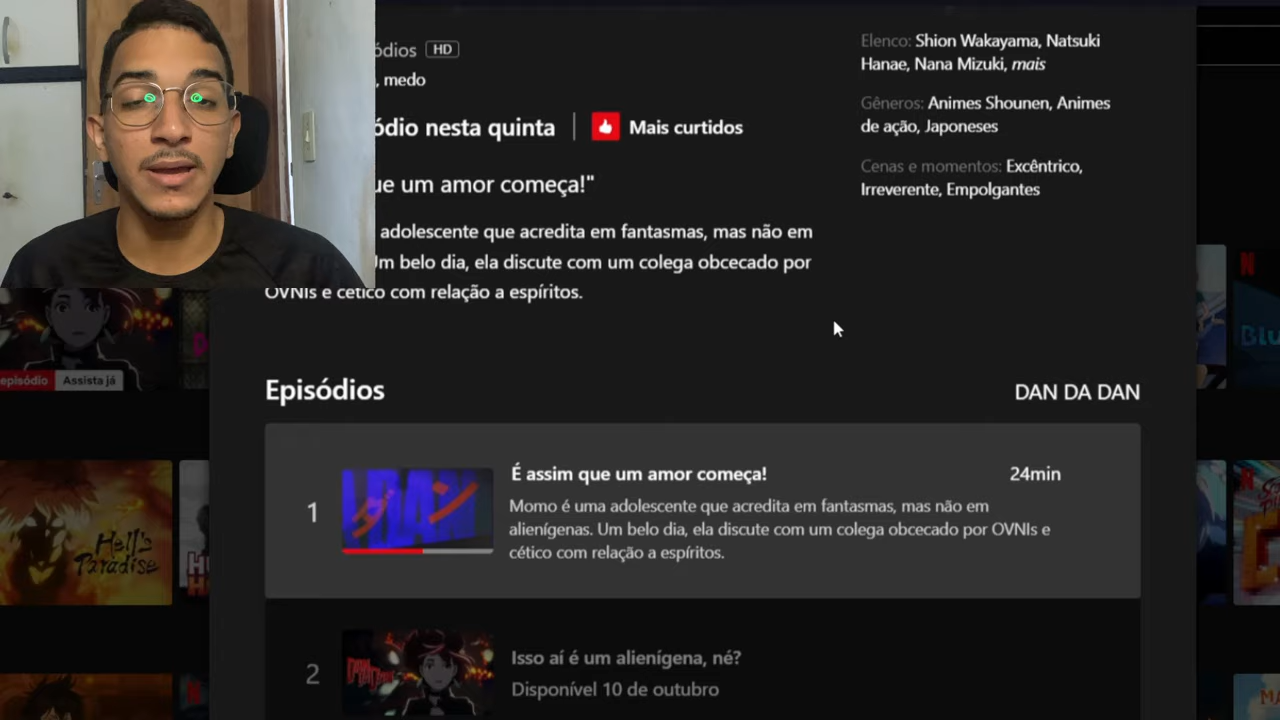 ódios HD
, medo
ódio nesta quinta
Mais curtidos
ue um amor começa!"
adolescente que acredita em fantasmas, mas não em
Um belo dia, ela discute com um colega obcecado por
OVNIs e cético com relação a espíritos.
Elenco: Shion Wakayama, Natsuki
Hanae, Nana Mizuki, mais
Gêneros: Animes Shounen, Animes
de ação, Japoneses
Cenas e momentos: Excêntrico,
Irreverente, Empolgantes
episódio Assista já
Blu
Episódios
DAN DA DAN
1
É assim que um amor começa!
24min
Momo é uma adolescente que acredita em fantasmas, mas não em
alienígenas. Um belo dia, ela discute com um colega obcecado por OVNIs e
cético com relação a espíritos.
DAN
ダン
Hell's
Paradise
2
Isso aí é um alienígena, né?
Disponível 10 de outubro